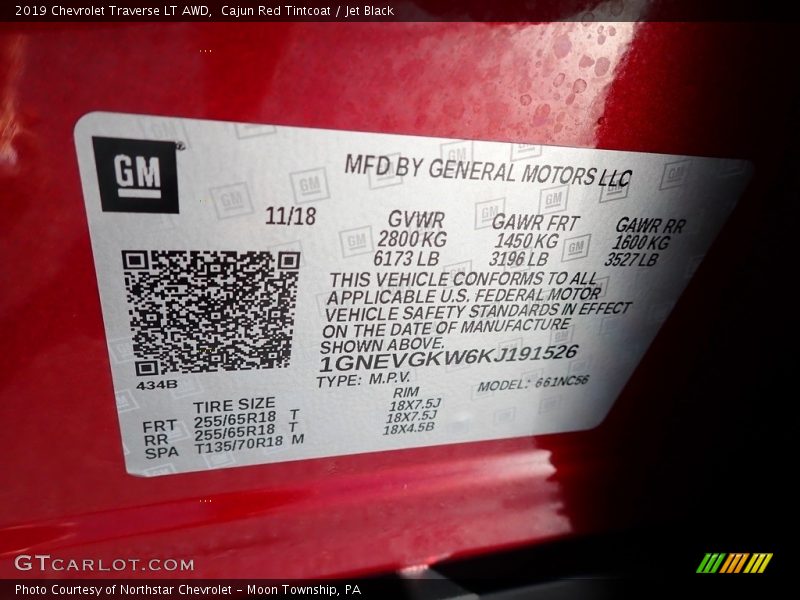 2019 Chevrolet Traverse LT AWD,  Cajun Red Tintcoat / Jet Black
GM
MFD BY GENERAL MOTORS LLC
11/18 GVWR GAWR FRT GAWR RR
2800 KG 1450 KG 1600 KG
6173 LB 3196 LB 3527 LB
THIS VEHICLE CONFORMS TO ALL
APPLICABLE U.S. FEDERAL MOTOR
VEHICLE SAFETY STANDARDS IN EFFECT
ON THE DATE OF MANUFACTURE
SHOWN ABOVE.
1GNEVGKW6KJ191526
434B
TYPE: M.P.V. MODEL: 661NC56
TIRE SIZE RIM
FRT 255/65R18 T 18X7.5J
RR 255/65R18 T 18X7.5J
SPA T135/70R18 M 18X4.5B
GTCARLOT.COM
Photo Courtesy of Northstar Chevrolet - Moon Township, PA